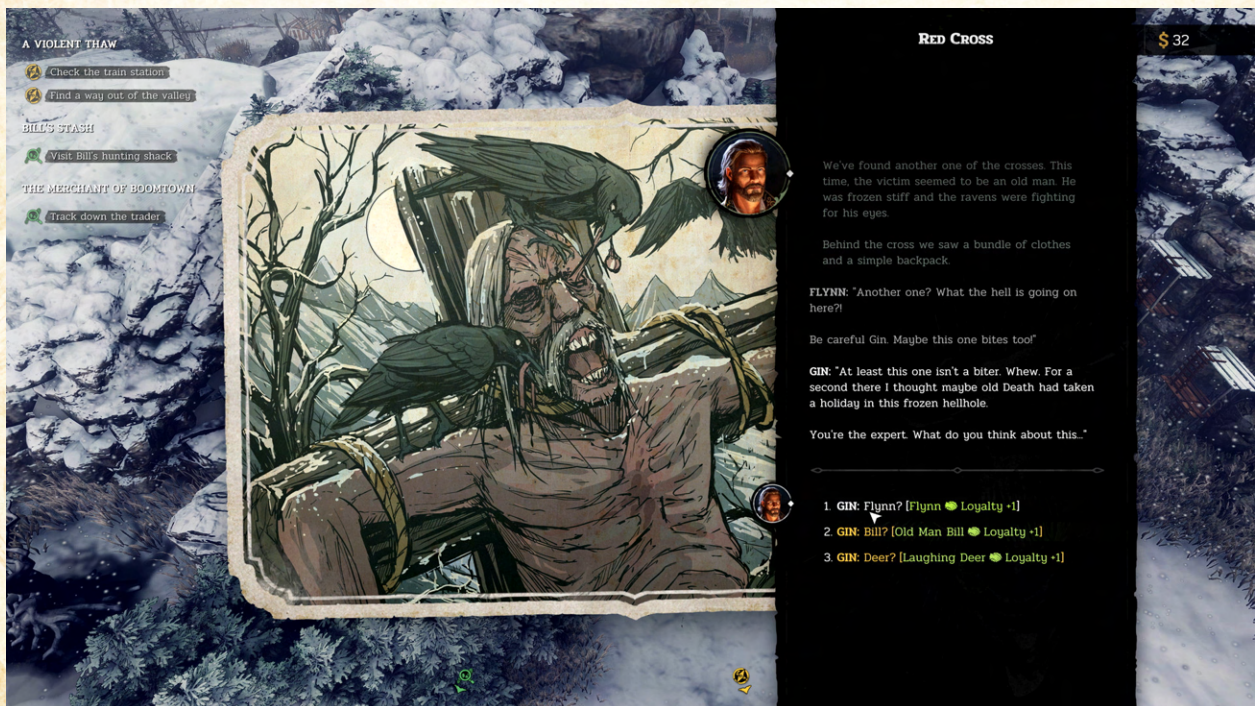 A VIOLENT THAW
Check the train station
Find a way out of the valley
BILL'S STASH
Visit Bill's hunting shack
THE MERCHANT OF BOOMTOWN
Track down the trader
RED CROSS
$ 32
We've found another one of the crosses. This
time, the victim seemed to be an old man. He
was frozen stiff and the ravens were fighting
for his eyes.
Behind the cross we saw a bundle of clothes
and a simple backpack.
FLYNN: "Another one? What the hell is going on
here?!
Be careful Gin. Maybe this one bites too!"
GIN: "At least this one isn't a biter. Whew. For a
second there I thought maybe old Death had taken
a holiday in this frozen hellhole.
You're the expert. What do you think about this..."
1. GIN: Flynn? [Flynn Loyalty +1]
2. GIN: Bill? [Old Man Bill Loyalty +1]
3. GIN: Deer? [Laughing Deer Loyalty +1]